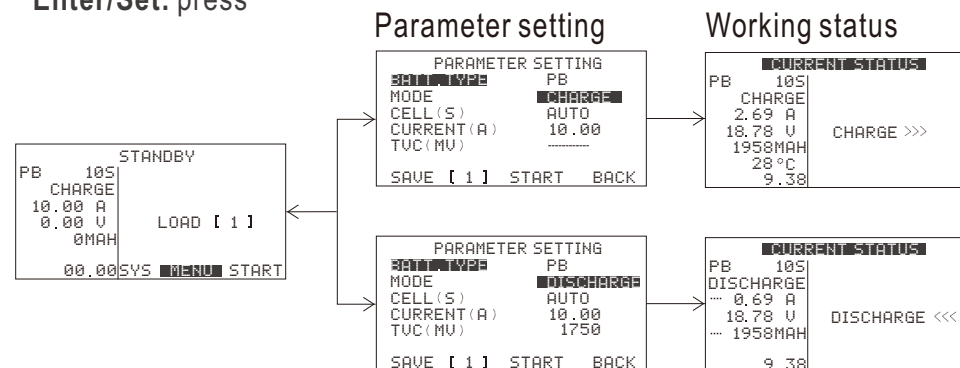 Enter/Set: press
Parameter setting
Working status
STANDBY
PB 10S
CHARGE
10.00 A
0.00 V
0MAH
LOAD [ 1 ]
00.00 SYS MENU START
PARAMETER SETTING
BATT.TYPE PB
MODE CHARGE
CELL(S) AUTO
CURRENT(A) 10.00
TVC(MV) ------------
SAVE [ 1 ] START BACK
CURRENT STATUS
PB 10S
CHARGE
2.69 A
18.78 V
1958MAH
28°C
9.38
CHARGE >>>
PARAMETER SETTING
BATT.TYPE PB
MODE DISCHARGE
CELL(S) AUTO
CURRENT(A) 10.00
TVC(MV) 1750
SAVE [ 1 ] START BACK
CURRENT STATUS
PB 10S
DISCHARGE
---- 0.69 A
18.78 V
---- 1958MAH
9.38
DISCHARGE <<<